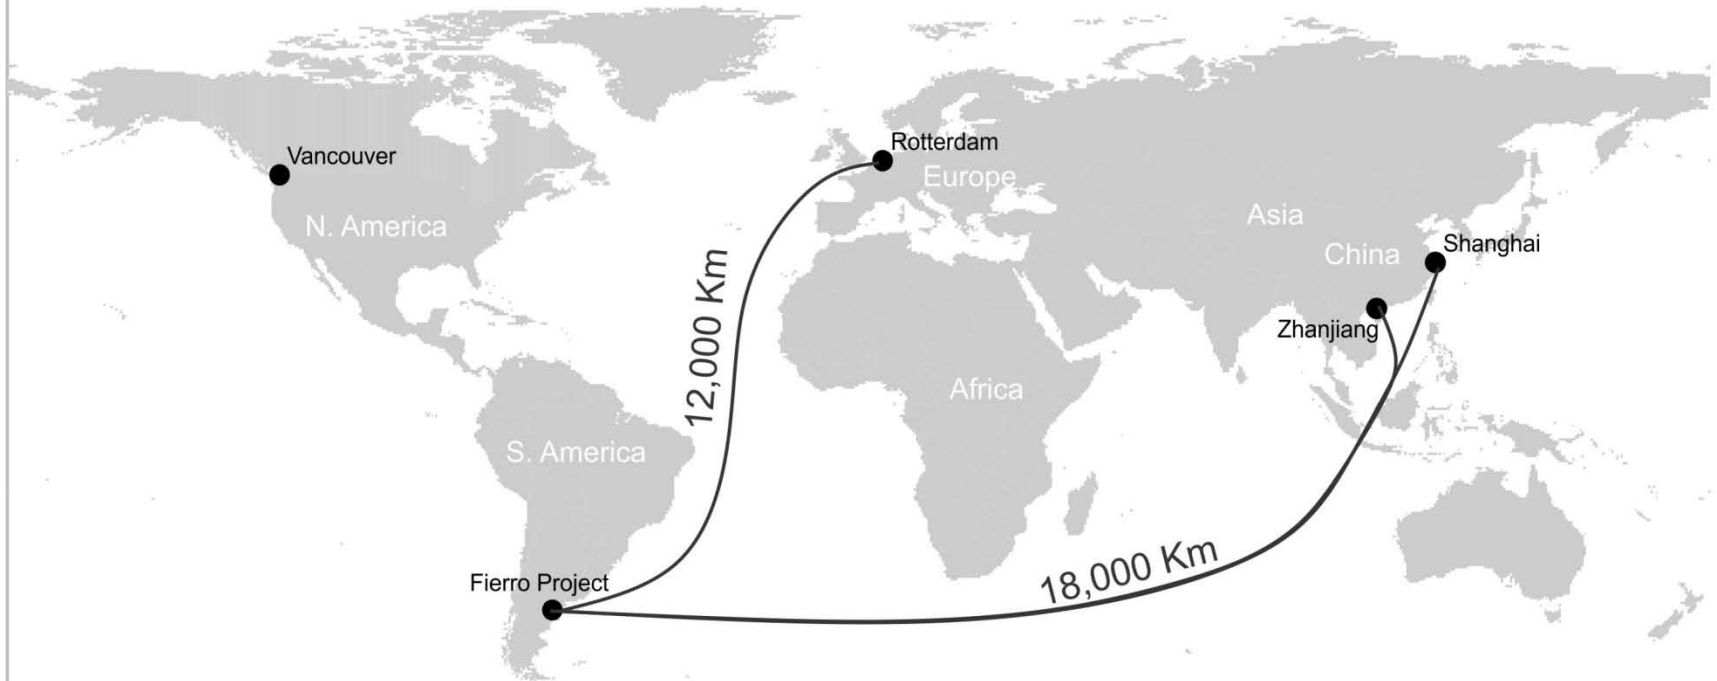 Vancouver
Rotterdam
Europe
N. America
Asia
China
Shanghai
12,000 Km
Zhanjiang
Africa
S. America
18,000 Km
Fierro Project